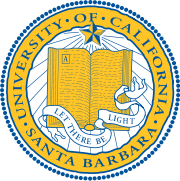 UNIVERSITY · OF · CALIFORNIA
· SANTA BARBARA ·
A
LET THERE BE
LIGHT